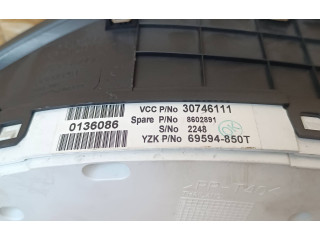 VCC P/No 30746111
0136086
Spare P/No 8602891
S/No 2248
YZK P/No 69594-850T